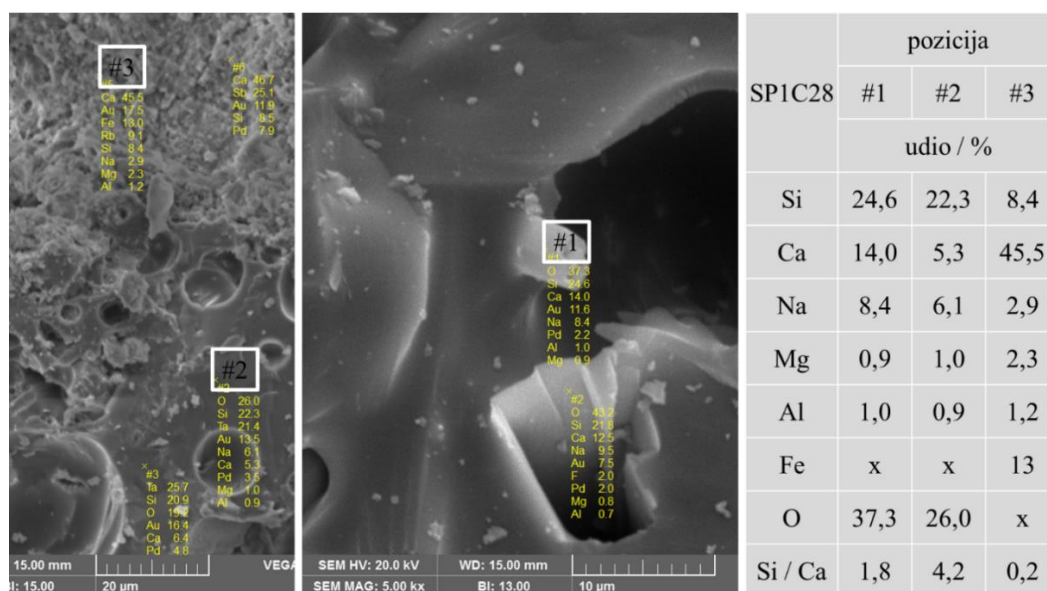 #3
#5
Ca 45.5
Au 17.5
Fe 13.0
Rb 9.1
Si 8.4
Na 2.9
Mg 2.3
Al 1.2
#6
Ca 46.7
Sb 25.1
Au 11.9
Si 8.5
Pd 7.9
#2
#2
O 26.0
Si 22.3
Ta 21.4
Au 13.5
Na 6.1
Ca 5.3
Pd 3.5
Mg 1.0
Al 0.9
#3
Ta 25.7
Si 20.9
O 19.2
Au 16.4
Ca 6.4
Pd 4.8
15.00 mm VEGA
BI: 15.00 20 µm
#1
#1
O 37.3
Si 24.6
Ca 14.0
Au 11.6
Na 8.4
Pd 2.2
Al 1.0
Mg 0.9
#2
O 43.2
Si 21.8
Ca 12.5
Na 9.5
Au 7.5
F 2.0
Pd 2.0
Mg 0.8
Al 0.7
SEM HV: 20.0 kV WD: 15.00 mm
SEM MAG: 5.00 kx BI: 13.00 10 µm
pozicija
SP1C28 #1 #2 #3
udio / %
Si 24,6 22,3 8,4
Ca 14,0 5,3 45,5
Na 8,4 6,1 2,9
Mg 0,9 1,0 2,3
Al 1,0 0,9 1,2
Fe x x 13
O 37,3 26,0 x
Si / Ca 1,8 4,2 0,2